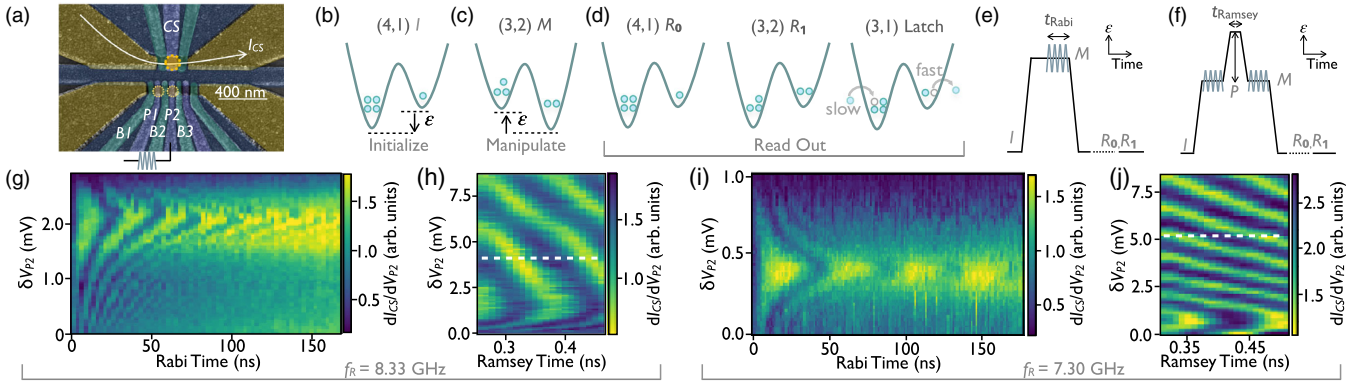 (a)
CS
I_CS
400 nm
P1 P2
B1 B2 B3
(b)
(4,1) I
ε
Initialize
(c)
(3,2) M
ε
Manipulate
(d)
(4,1) R₀
(3,2) R₁
(3,1) Latch
slow
fast
Read Out
(e)
t_Rabi
M
I
R₀,R₁
ε
Time
(f)
t_Ramsey
P
M
I
R₀,R₁
ε
Time
(g)
δV_P2 (mV)
2.0
1.0
0.0
0 50 100 150
Rabi Time (ns)
1.5
1.0
0.5
dI_CS/dV_P2 (arb. units)
(h)
δV_P2 (mV)
7.5
5.0
2.5
0.0
0.3 0.4
Ramsey Time (ns)
1.5
1.0
dI_CS/dV_P2 (arb. units)
f_R = 8.33 GHz
(i)
δV_P2 (mV)
1.0
0.5
0.0
0 50 100 150
Rabi Time (ns)
1.5
1.0
0.5
dI_CS/dV_P2 (arb. units)
(j)
δV_P2 (mV)
7.5
5.0
2.5
0.0
0.35 0.45
Ramsey Time (ns)
2.5
2.0
1.5
dI_CS/dV_P2 (arb. units)
f_R = 7.30 GHz